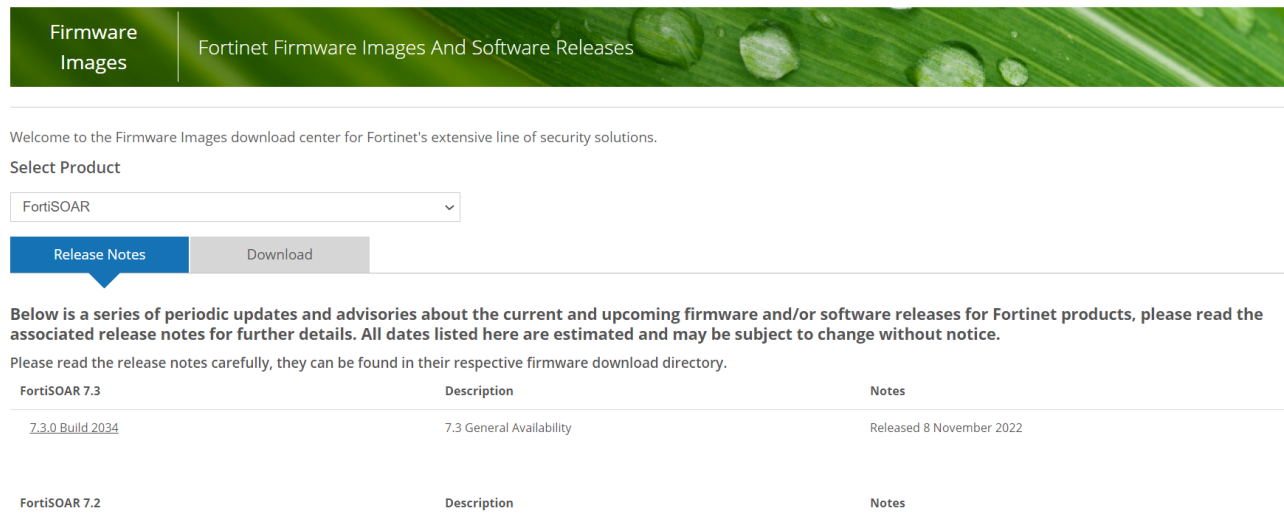 Firmware
Images
Fortinet Firmware Images And Software Releases
Welcome to the Firmware Images download center for Fortinet's extensive line of security solutions.
Select Product
FortiSOAR
Release Notes Download
Below is a series of periodic updates and advisories about the current and upcoming firmware and/or software releases for Fortinet products, please read the
associated release notes for further details. All dates listed here are estimated and may be subject to change without notice.
Please read the release notes carefully, they can be found in their respective firmware download directory.
FortiSOAR 7.3 Description Notes
7.3.0 Build 2034 7.3 General Availability Released 8 November 2022
FortiSOAR 7.2 Description Notes